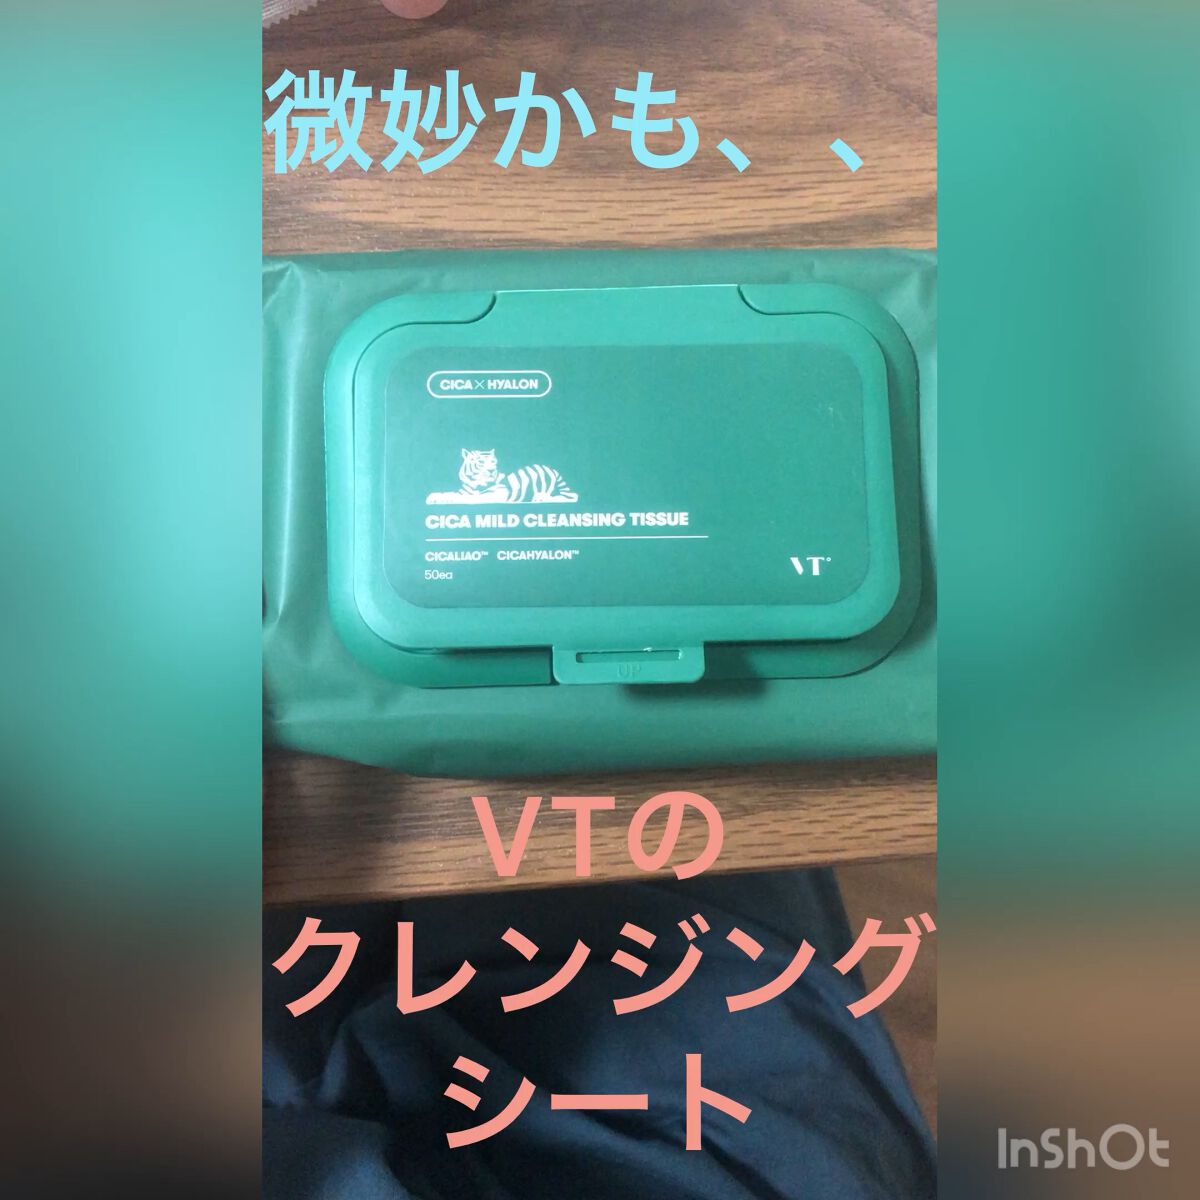 微妙かも、、
CICA×HYALON
CICA MILD CLEANSING TISSUE
CICALIAO™ CICAHYALON™
50ea
VT°
UP
VTの
クレンジング
シート
InShOt